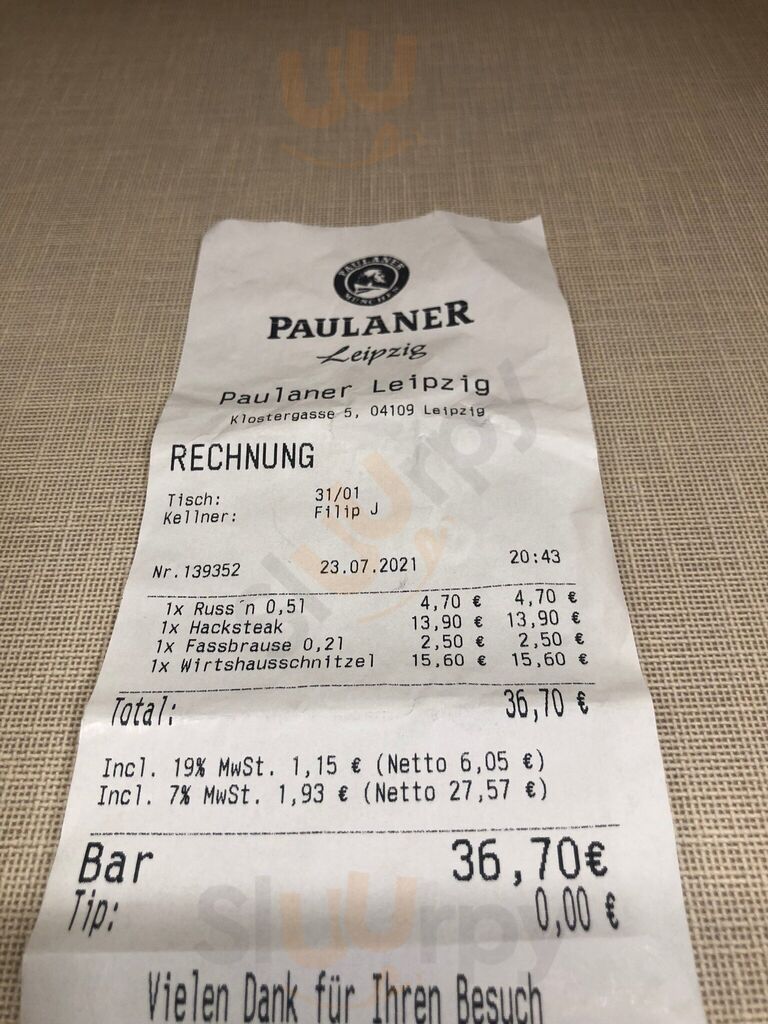 PAULANER
MÜNCHEN
PAULANER
Leipzig
Paulaner Leipzig
Klostergasse 5, 04109 Leipzig
RECHNUNG
Tisch: 31/01
Kellner: Filip J
Nr.139352 23.07.2021 20:43
1x Russ´n 0,5l 4,70 € 4,70 €
1x Hacksteak 13,90 € 13,90 €
1x Fassbrause 0,2l 2,50 € 2,50 €
1x Wirtshausschnitzel 15,60 € 15,60 €
Total: 36,70 €
Incl. 19% MwSt. 1,15 € (Netto 6,05 €)
Incl. 7% MwSt. 1,93 € (Netto 27,57 €)
Bar 36,70€
Tip: 0,00 €
Vielen Dank für Ihren Besuch
Sluurpy
Sluurpy